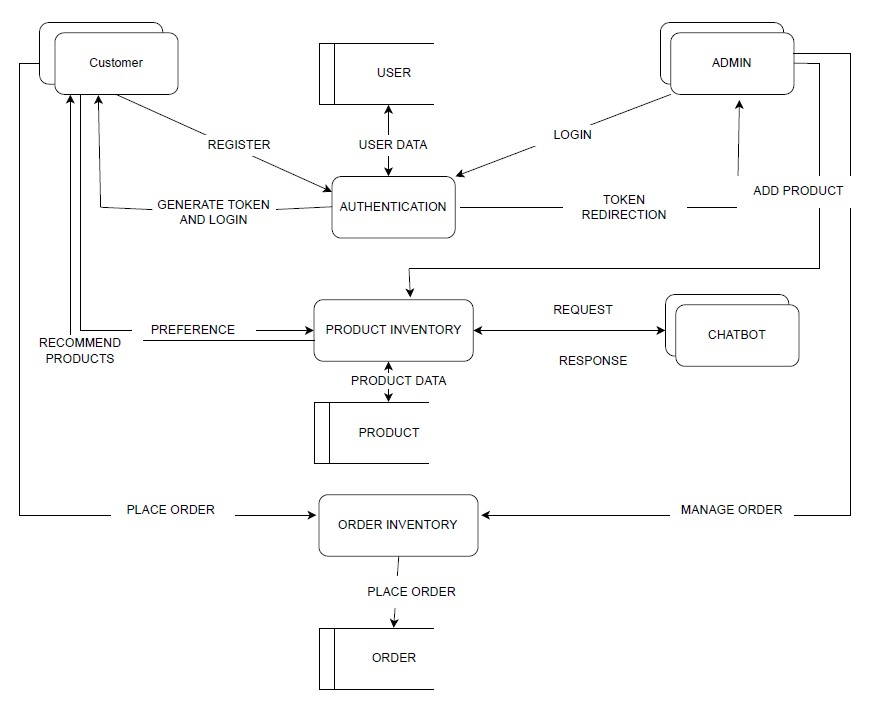 Customer
ADMIN
USER
LOGIN
REGISTER
USER DATA
ADD PRODUCT
GENERATE TOKEN
AND LOGIN
AUTHENTICATION
TOKEN
REDIRECTION
REQUEST
PREFERENCE
PRODUCT INVENTORY
CHATBOT
RECOMMEND
PRODUCTS
RESPONSE
PRODUCT DATA
PRODUCT
PLACE ORDER
MANAGE ORDER
ORDER INVENTORY
PLACE ORDER
ORDER